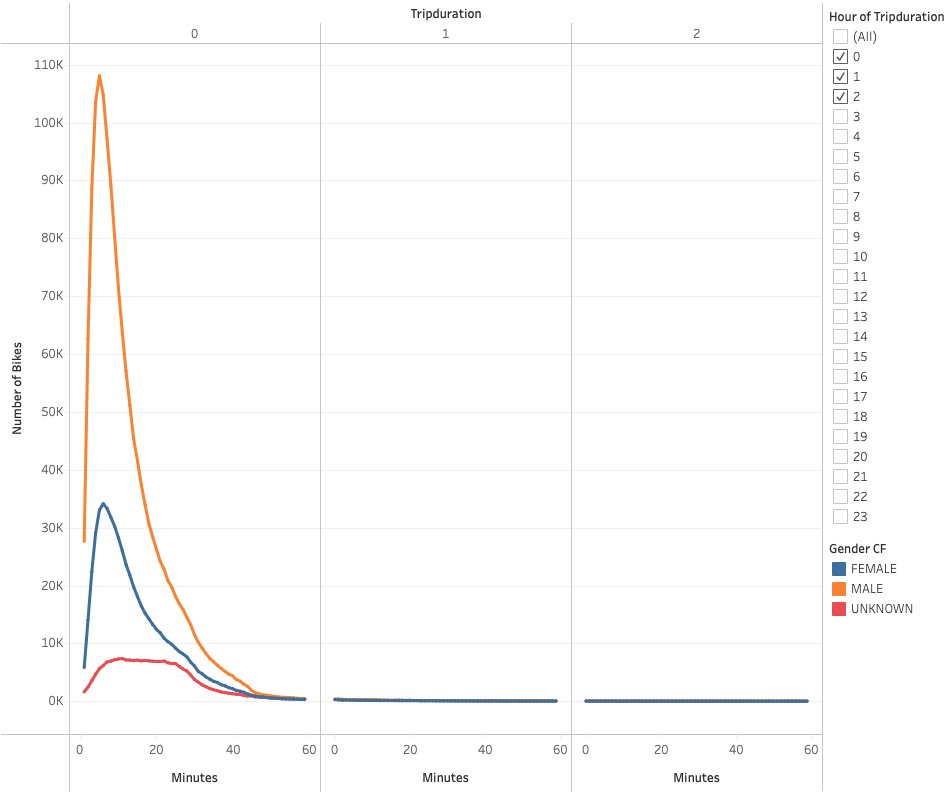 Tripduration
0 1 2
110K
100K
90K
80K
70K
60K
50K
40K
30K
20K
10K
0K
Number of Bikes
0 20 40 60 0 20 40 60 0 20 40 60
Minutes Minutes Minutes
Hour of Tripduration
(All)
0
1
2
3
4
5
6
7
8
9
10
11
12
13
14
15
16
17
18
19
20
21
22
23
Gender CF
FEMALE
MALE
UNKNOWN